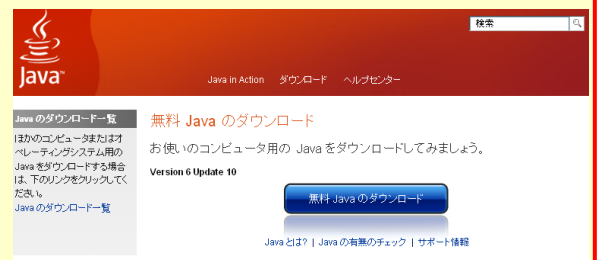 検索
Java™
Java in Action ダウンロード ヘルプセンター
Java のダウンロード一覧
ほかのコンピュータまたはオ
ペレーティングシステム用の
Java をダウンロードする場合
は、下のリンクをクリックしてく
ださい。
Java のダウンロード一覧
無料 Java のダウンロード
お使いのコンピュータ用の Java をダウンロードしてみましょう。
Version 6 Update 10
無料 Java のダウンロード
Java とは? | Java の有無のチェック | サポート情報